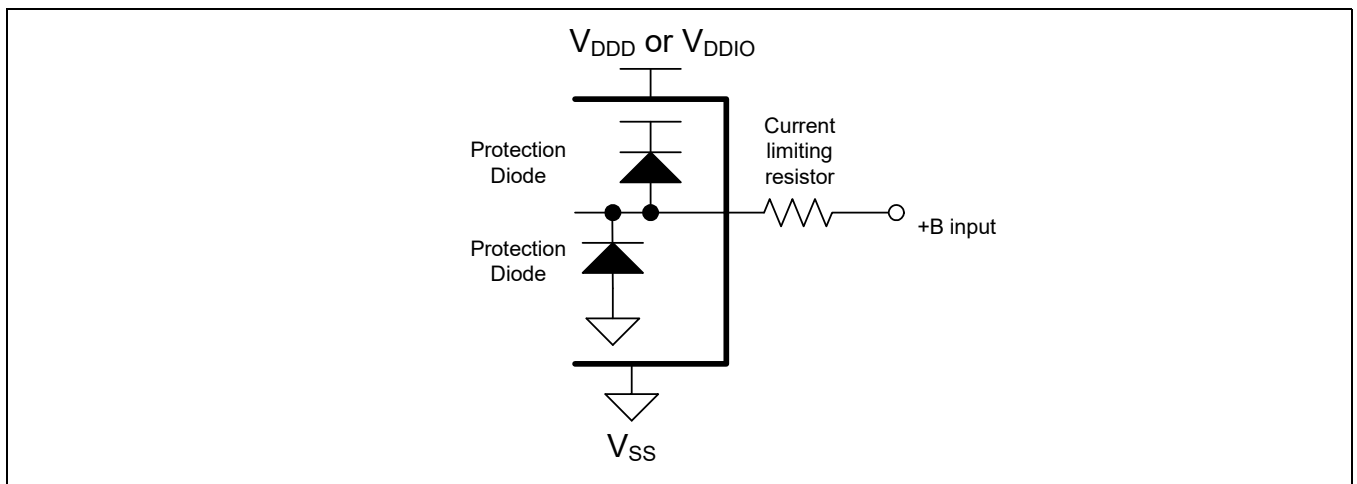 VDDD or VDDIO
Protection
Diode
Current
limiting
resistor
+B input
Protection
Diode
VSS